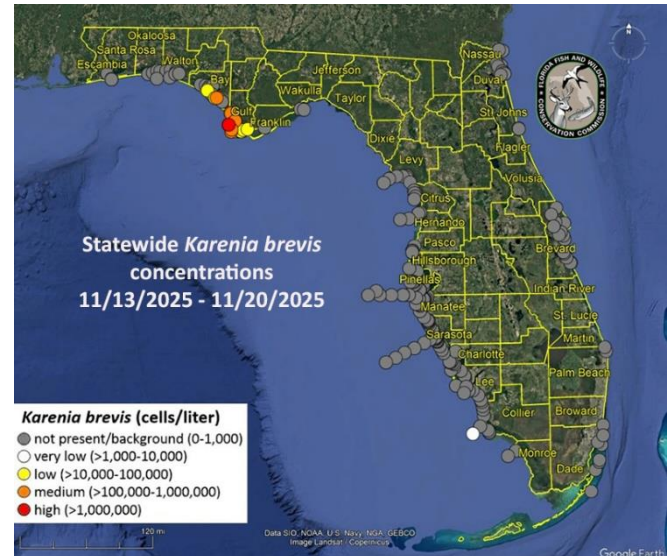 Okaloosa
Santa Rosa
Escambia
Walton
Bay
Jefferson
Gulf
Wakulla
Franklin
Taylor
Nassau
Duval
St. Johns
Dixie
Flagler
Levy
Volusia
Citrus
Hernando
Pasco
Hillsborough
Pinellas
Brevard
Indian River
Manatee
St. Lucie
Sarasota
Martin
Charlotte
Palm Beach
Lee
Collier
Broward
Monroe
Dade
N
FLORIDA FISH AND WILDLIFE
CONSERVATION COMMISSION
Statewide Karenia brevis
concentrations
11/13/2025 - 11/20/2025
Karenia brevis (cells/liter)
not present/background (0-1,000)
very low (>1,000-10,000)
low (>10,000-100,000)
medium (>100,000-1,000,000)
high (>1,000,000)
120 mi
Data SIO, NOAA, U.S. Navy, NGA, GEBCO
Image Landsat - Copernicus
Google Earth